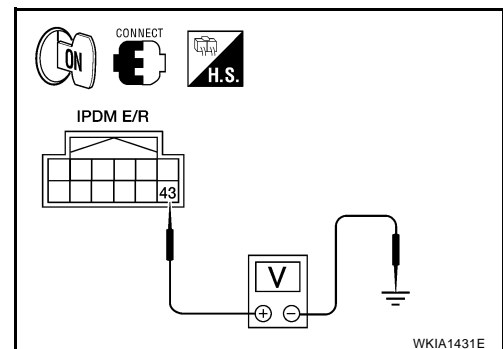 CONNECT
ON
H.S.
IPDM E/R
43
V
+ −
WKIA1431E